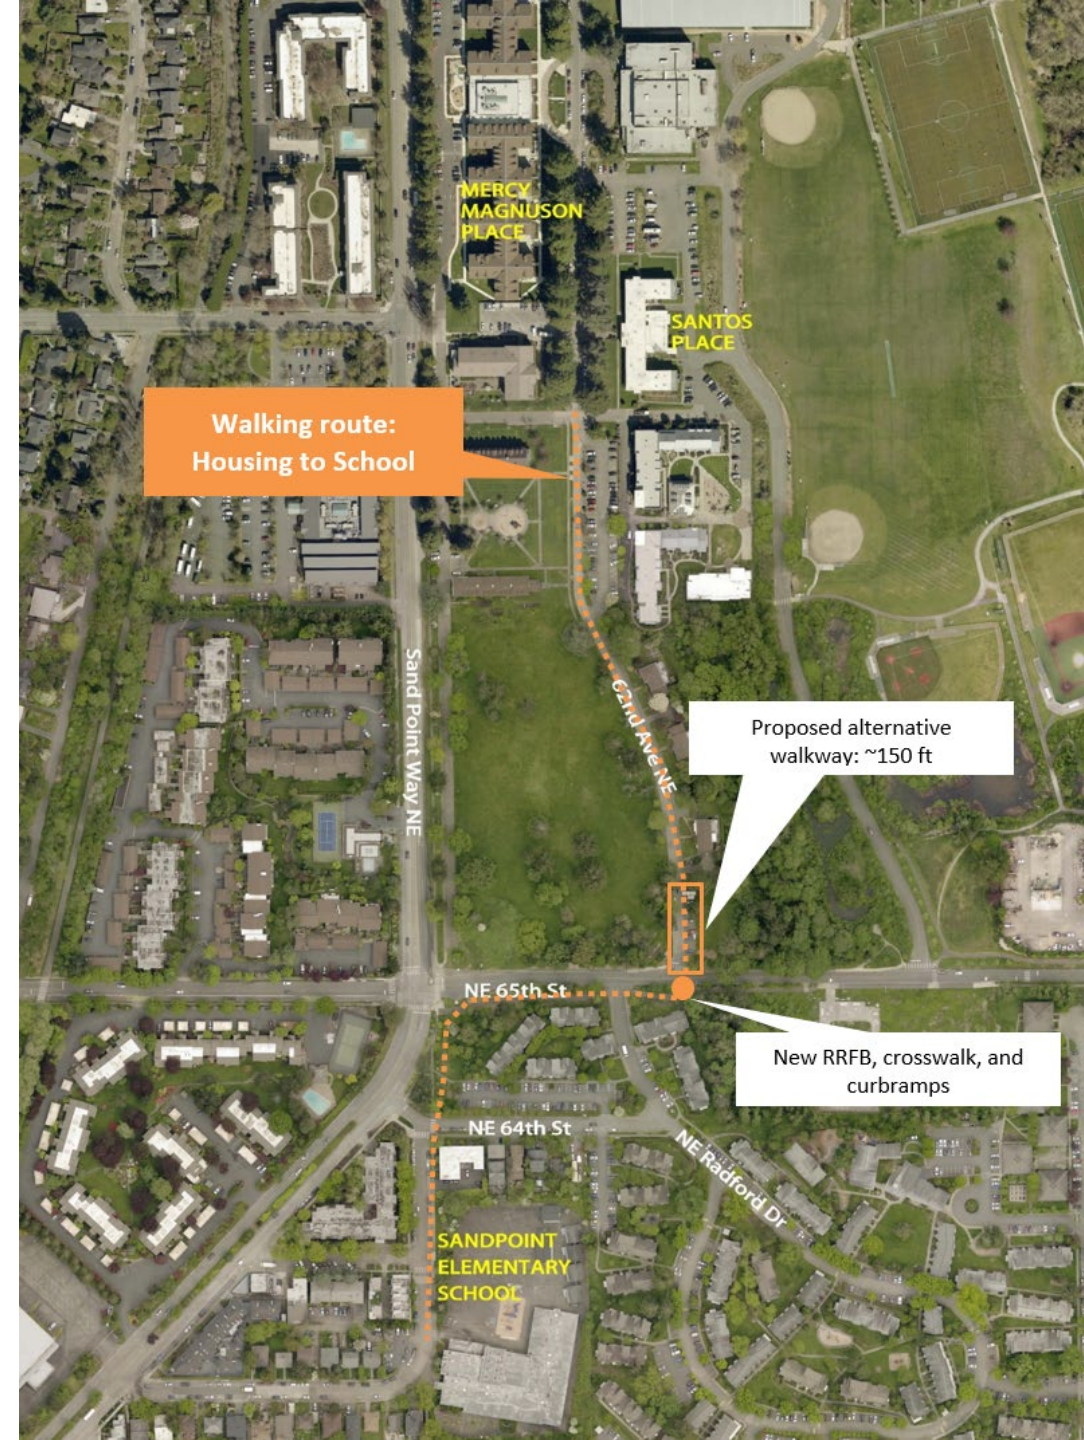 MERCY
MAGNUSON
PLACE
SANTOS
PLACE
Walking route:
Housing to School
Sand Point Way NE
62nd Ave NE
Proposed alternative
walkway: ~150 ft
NE 65th St
New RRFB, crosswalk, and
curbramps
NE 64th St
NE Radford Dr
SANDPOINT
ELEMENTARY
SCHOOL